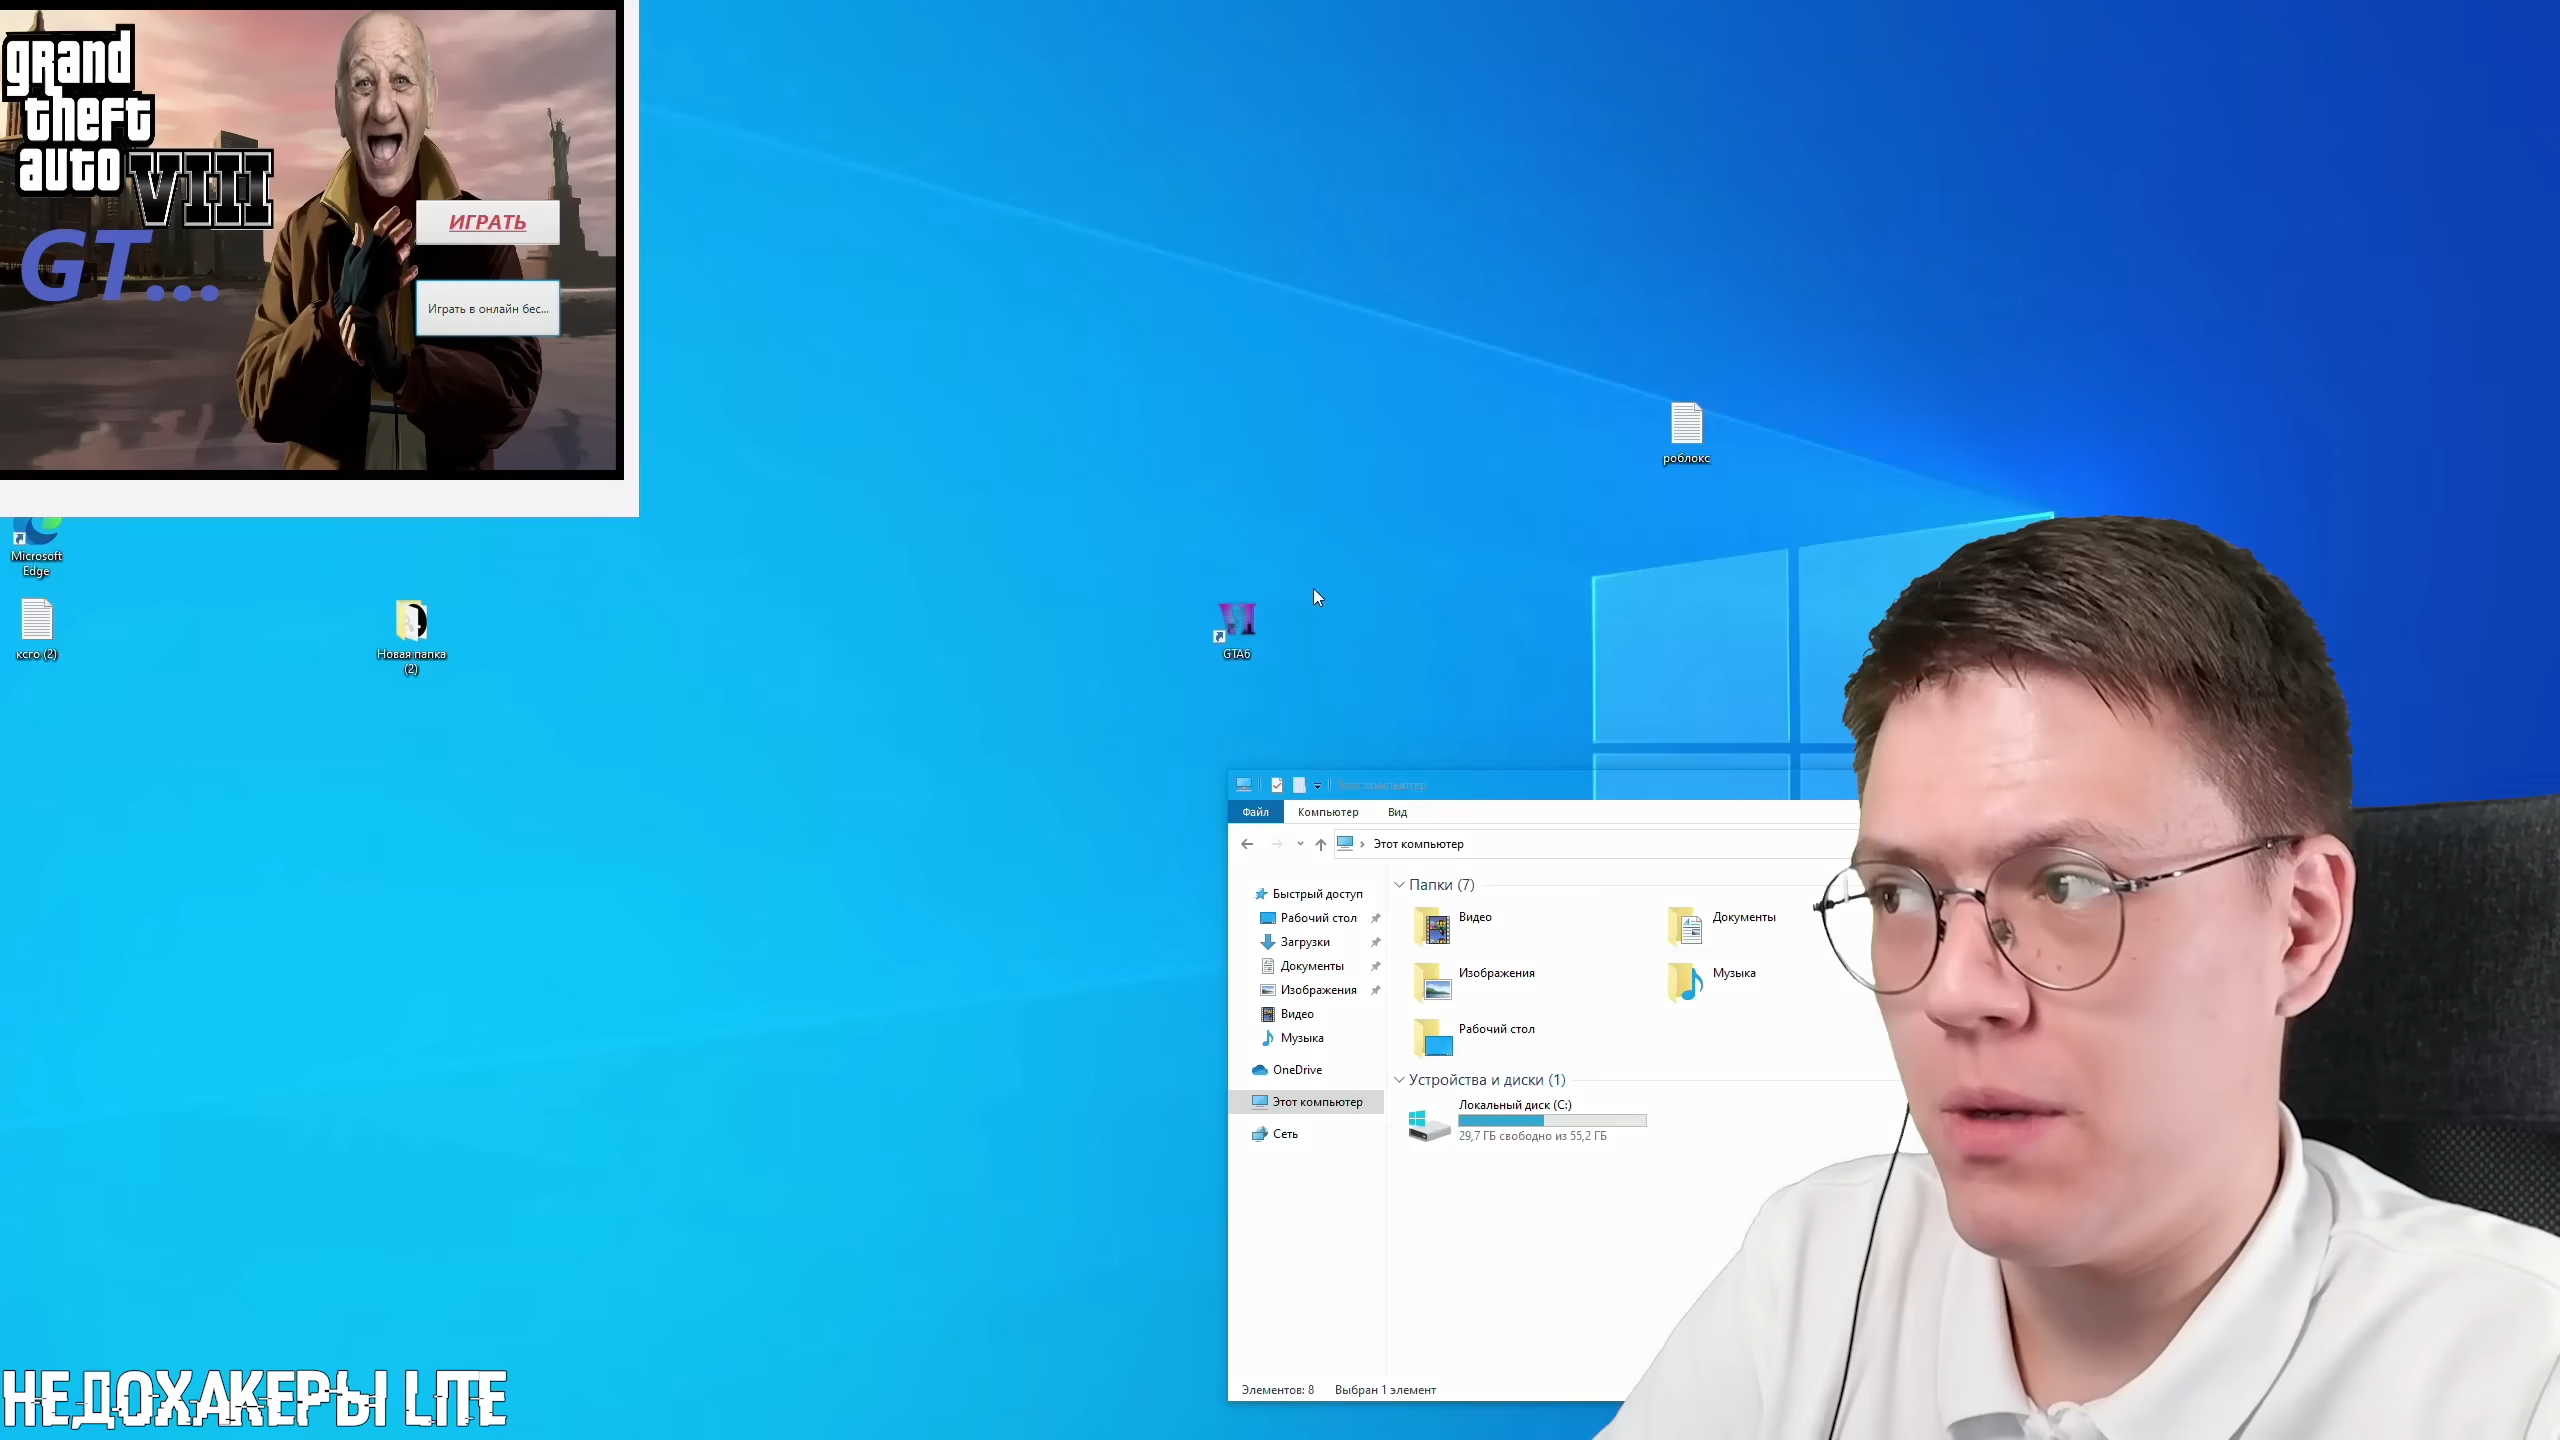 grand
theft
auto VIII
GT...
ИГРАТЬ
Играть в онлайн бес...
роблокс
Microsoft
Edge
ксго (2)
Новая папка
(2)
VI
GTA6
Файл
Компьютер
Вид
Этот компьютер
Быстрый доступ
Рабочий стол
Загрузки
Документы
Изображения
Видео
Музыка
OneDrive
Этот компьютер
Сеть
Папки (7)
Видео
Документы
Изображения
Музыка
Рабочий стол
Устройства и диски (1)
Локальный диск (C:)
29,7 ГБ свободно из 55,2 ГБ
Элементов: 8
Выбран 1 элемент
НЕДОХАКЕРЫ LITE